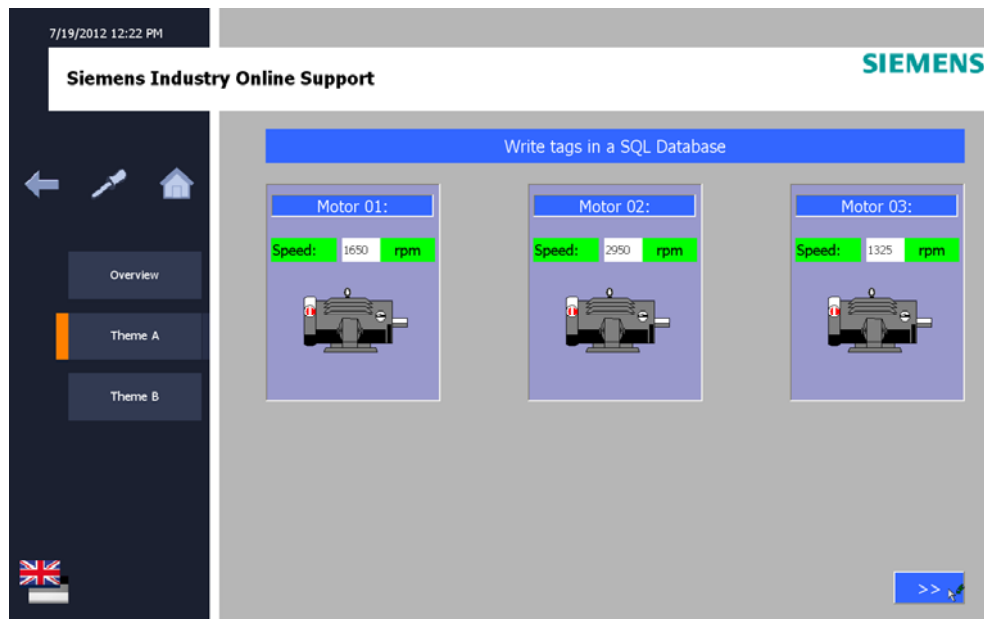 7/19/2012 12:22 PM
Siemens Industry Online Support
SIEMENS
Write tags in a SQL Database
Motor 01:
Speed: 1650 rpm
Motor 02:
Speed: 2950 rpm
Motor 03:
Speed: 1325 rpm
Overview
Theme A
Theme B
>>